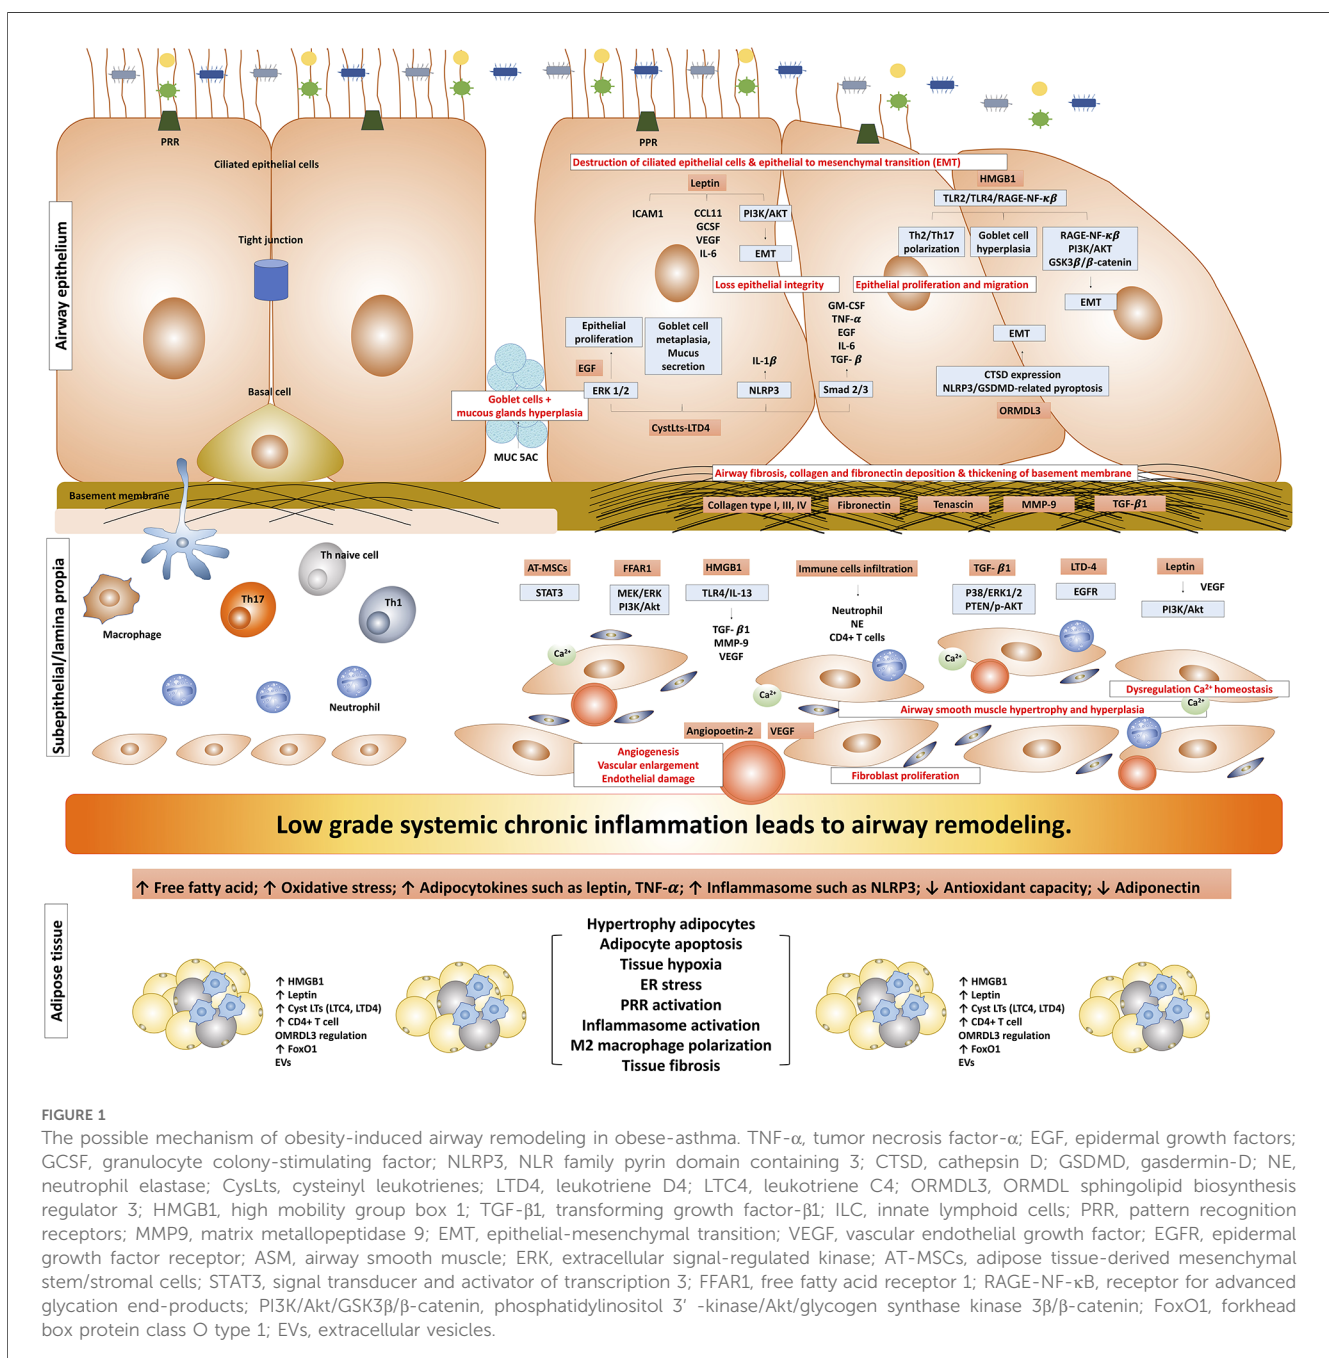 PRR
Ciliated epithelial cells
Tight junction
Basal cell
Airway epithelium
PPR
Destruction of ciliated epithelial cells & epithelial to mesenchymal transition (EMT)
Leptin
ICAM1
CCL11
GCSF
VEGF
IL-6
PI3K/AKT
EMT
HMGB1
TLR2/TLR4/RAGE-NF-κβ
Th2/Th17
polarization
Goblet cell
hyperplasia
RAGE-NF-κβ
PI3K/AKT
GSK3β/β-catenin
EMT
Loss epithelial integrity
Epithelial proliferation and migration
Epithelial
proliferation
EGF
ERK 1/2
Goblet cell
metaplasia,
Mucus
secretion
IL-1β
NLRP3
GM-CSF
TNF-α
EGF
IL-6
TGF- β
Smad 2/3
CystLts-LTD4
EMT
CTSD expression
NLRP3/GSDMD-related pyroptosis
ORMDL3
Goblet cells +
mucous glands hyperplasia
MUC 5AC
Basement membrane
Airway fibrosis, collagen and fibronectin deposition & thickening of basement membrane
Collagen type I, III, IV
Fibronectin
Tenascin
MMP-9
TGF-β1
Subepithelial/lamina propia
Macrophage
Th naive cell
Th17
Th1
Neutrophil
AT-MSCs
STAT3
FFAR1
MEK/ERK
PI3K/Akt
HMGB1
TLR4/IL-13
TGF- β1
MMP-9
VEGF
Immune cells infiltration
Neutrophil
NE
CD4+ T cells
TGF- β1
P38/ERK1/2
PTEN/p-AKT
LTD-4
EGFR
Leptin
VEGF
PI3K/Akt
Ca²⁺
Ca²⁺
Ca²⁺
Ca²⁺
Dysregulation Ca²⁺ homeostasis
Airway smooth muscle hypertrophy and hyperplasia
Angiopoetin-2
VEGF
Angiogenesis
Vascular enlargement
Endothelial damage
Fibroblast proliferation
Low grade systemic chronic inflammation leads to airway remodeling.
↑ Free fatty acid; ↑ Oxidative stress; ↑ Adipocytokines such as leptin, TNF-α; ↑ Inflammasome such as NLRP3; ↓ Antioxidant capacity; ↓ Adiponectin
Adipose tissue
↑ HMGB1
↑ Leptin
↑ Cyst LTs (LTC4, LTD4)
↑ CD4+ T cell
OMRDL3 regulation
↑ FoxO1
EVs
Hypertrophy adipocytes
Adipocyte apoptosis
Tissue hypoxia
ER stress
PRR activation
Inflammasome activation
M2 macrophage polarization
Tissue fibrosis
↑ HMGB1
↑ Leptin
↑ Cyst LTs (LTC4, LTD4)
↑ CD4+ T cell
OMRDL3 regulation
↑ FoxO1
EVs
FIGURE 1
The possible mechanism of obesity-induced airway remodeling in obese-asthma. TNF-α, tumor necrosis factor-α; EGF, epidermal growth factors;
GCSF, granulocyte colony-stimulating factor; NLRP3, NLR family pyrin domain containing 3; CTSD, cathepsin D; GSDMD, gasdermin-D; NE,
neutrophil elastase; CysLts, cysteinyl leukotrienes; LTD4, leukotriene D4; LTC4, leukotriene C4; ORMDL3, ORMDL sphingolipid biosynthesis
regulator 3; HMGB1, high mobility group box 1; TGF-β1, transforming growth factor-β1; ILC, innate lymphoid cells; PRR, pattern recognition
receptors; MMP9, matrix metallopeptidase 9; EMT, epithelial-mesenchymal transition; VEGF, vascular endothelial growth factor; EGFR, epidermal
growth factor receptor; ASM, airway smooth muscle; ERK, extracellular signal-regulated kinase; AT-MSCs, adipose tissue-derived mesenchymal
stem/stromal cells; STAT3, signal transducer and activator of transcription 3; FFAR1, free fatty acid receptor 1; RAGE-NF-κB, receptor for advanced
glycation end-products; PI3K/Akt/GSK3β/β-catenin, phosphatidylinositol 3′ -kinase/Akt/glycogen synthase kinase 3β/β-catenin; FoxO1, forkhead
box protein class O type 1; EVs, extracellular vesicles.